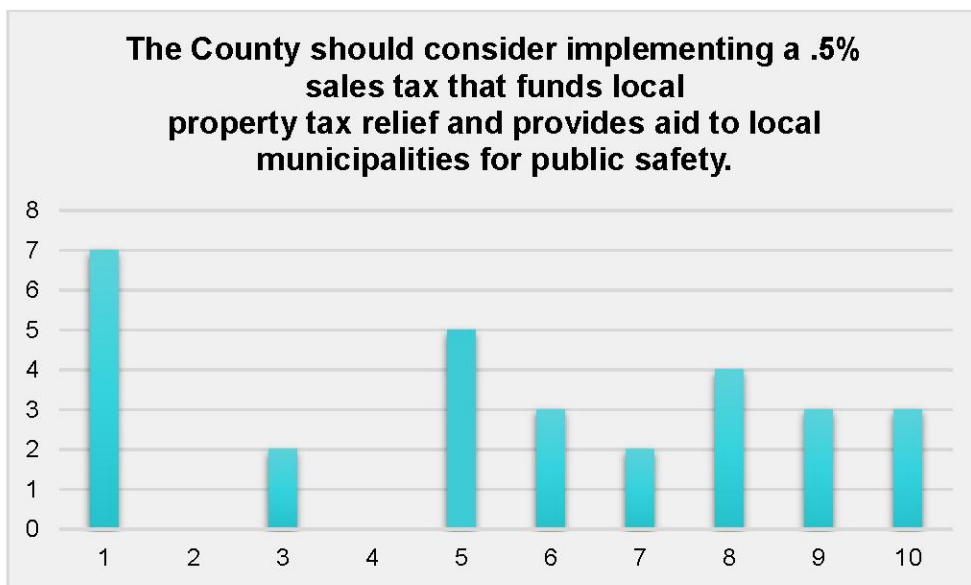 The County should consider implementing a .5%
sales tax that funds local
property tax relief and provides aid to local
municipalities for public safety.
8
7
6
5
4
3
2
1
0
1 2 3 4 5 6 7 8 9 10